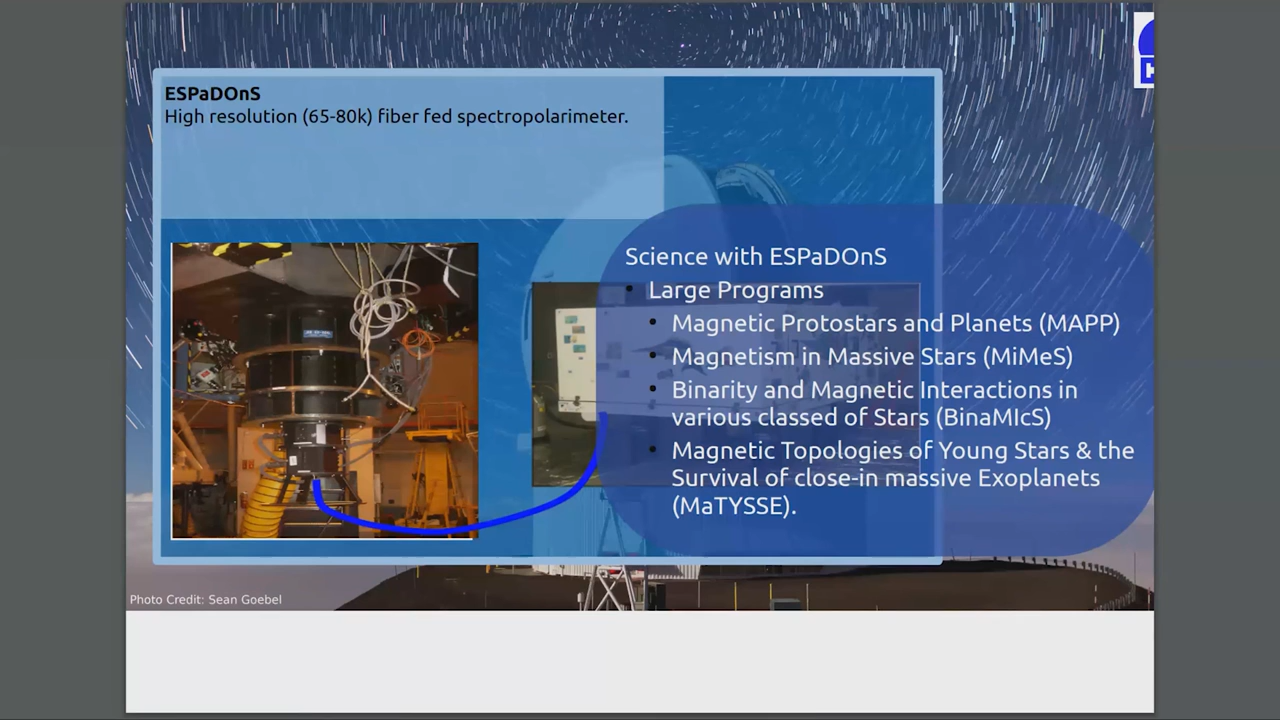 ESPaDOnS
High resolution (65-80k) fiber fed spectropolarimeter.
Science with ESPaDOnS
• Large Programs
• Magnetic Protostars and Planets (MAPP)
• Magnetism in Massive Stars (MiMeS)
• Binarity and Magnetic Interactions in
various classed of Stars (BinaMIcS)
• Magnetic Topologies of Young Stars & the
Survival of close-in massive Exoplanets
(MaTYSSE).
Photo Credit: Sean Goebel